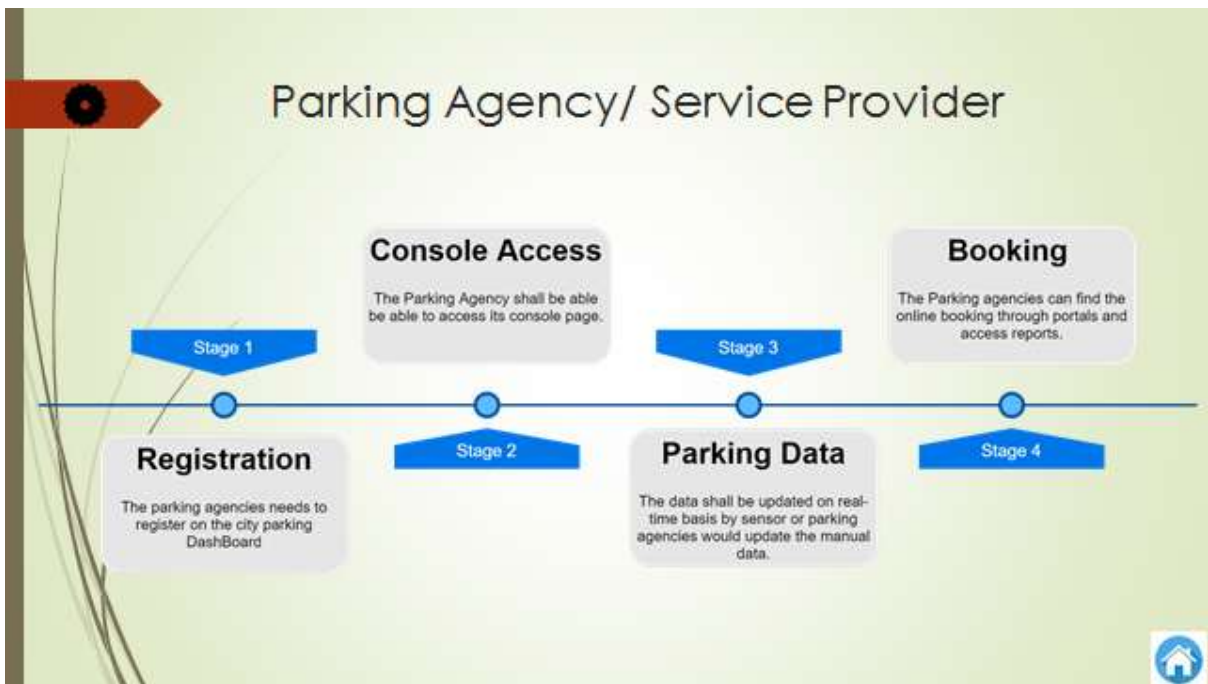 Parking Agency/ Service Provider
Stage 1
Registration
The parking agencies needs to
register on the city parking
DashBoard
Console Access
The Parking Agency shall be able
be able to access its console page.
Stage 2
Stage 3
Parking Data
The data shall be updated on real-
time basis by sensor or parking
agencies would update the manual
data.
Booking
The Parking agencies can find the
online booking through portals and
access reports.
Stage 4